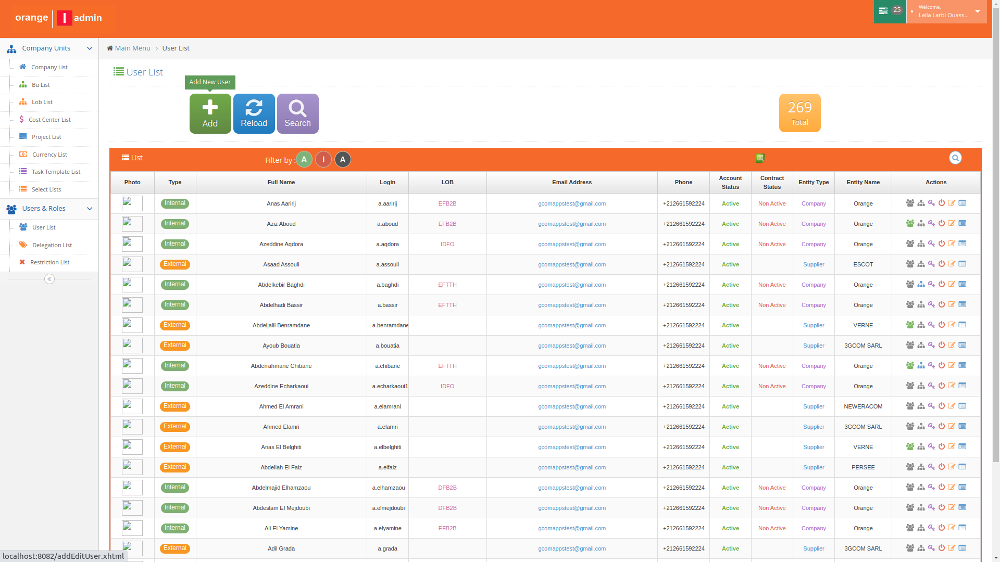 orange | I admin
25
Welcome,
Laila Larbi Ouass...
Company Units
Company List
Bu List
Lob List
Cost Center List
Project List
Currency List
Task Template List
Select Lists
Users & Roles
User List
Delegation List
Restriction List
Main Menu > User List
User List
Add New User
Add
Reload
Search
269
Total
List
Filter by : A I A
Photo Type Full Name Login LOB Email Address Phone Account Status Contract Status Entity Type Entity Name Actions
Internal Anas Aaririj a.aaririj EFB2B gcomappstest@gmail.com +212661592224 Active Non Active Company Orange
Internal Aziz Aboud a.aboud EFB2B gcomappstest@gmail.com +212661592224 Active Non Active Company Orange
Internal Azeddine Aqdora a.aqdora IDFO gcomappstest@gmail.com +212661592224 Active Non Active Company Orange
External Asaad Assouli a.assouli gcomappstest@gmail.com +212661592224 Active Supplier ESCOT
Internal Abdelkebir Baghdi a.baghdi EFTTH gcomappstest@gmail.com +212661592224 Active Non Active Company Orange
Internal Abdelhadi Bassir a.bassir EFTTH gcomappstest@gmail.com +212661592224 Active Non Active Company Orange
External Abdeljalil Benramdane a.benramdane gcomappstest@gmail.com +212661592224 Active Supplier VERNE
External Ayoub Bouatia a.bouatia gcomappstest@gmail.com +212661592224 Active Supplier 3GCOM SARL
Internal Abderrahmane Chibane a.chibane EFTTH gcomappstest@gmail.com +212661592224 Active Non Active Company Orange
Internal Azeddine Echarkaoui a.echarkaoui1 IDFO gcomappstest@gmail.com +212661592224 Active Non Active Company Orange
External Ahmed El Amrani a.elamrani gcomappstest@gmail.com +212661592224 Active Supplier NEWERACOM
External Ahmed Elamri a.elamri gcomappstest@gmail.com +212661592224 Active Supplier 3GCOM SARL
External Anas El Belghiti a.elbelghiti gcomappstest@gmail.com +212661592224 Active Supplier VERNE
External Abdellah El Faiz a.elfaiz gcomappstest@gmail.com +212661592224 Active Supplier PERSEE
Internal Abdelmajid Elhamzaou a.elhamzaou DFB2B gcomappstest@gmail.com +212661592224 Active Non Active Company Orange
Internal Abdeslam El Mejdoubi a.elmejdoubi DFB2B gcomappstest@gmail.com +212661592224 Active Non Active Company Orange
Internal Ali El Yamine a.elyamine EFB2B gcomappstest@gmail.com +212661592224 Active Non Active Company Orange
External Adil Grada a.grada gcomappstest@gmail.com +212661592224 Active Supplier 3GCOM SARL
localhost:8082/addEditUser.xhtml